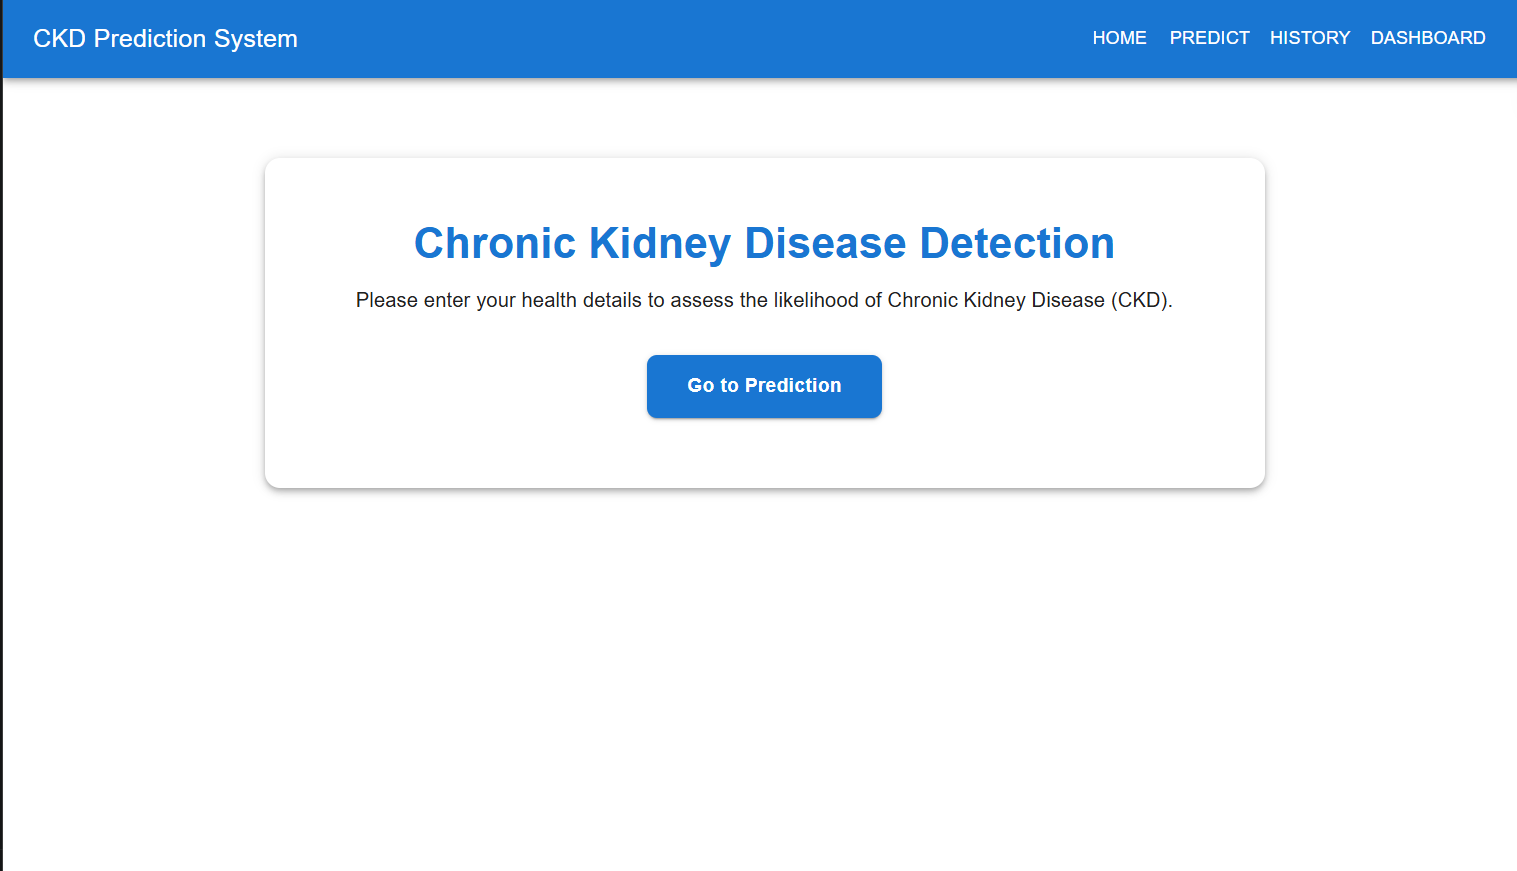 CKD Prediction System
HOME PREDICT HISTORY DASHBOARD
Chronic Kidney Disease Detection
Please enter your health details to assess the likelihood of Chronic Kidney Disease (CKD).
Go to Prediction